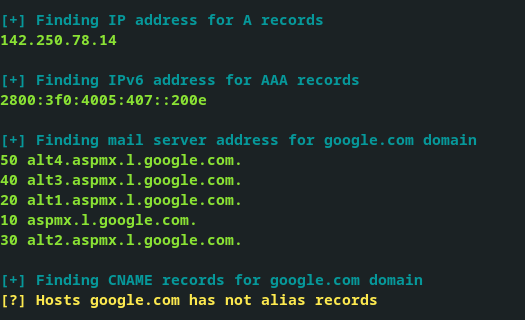 [+] Finding IP address for A records
142.250.78.14
[+] Finding IPv6 address for AAA records
2800:3f0:4005:407::200e
[+] Finding mail server address for google.com domain
50 alt4.aspmx.l.google.com.
40 alt3.aspmx.l.google.com.
20 alt1.aspmx.l.google.com.
10 aspmx.l.google.com.
30 alt2.aspmx.l.google.com.
[+] Finding CNAME records for google.com domain
[?] Hosts google.com has not alias records